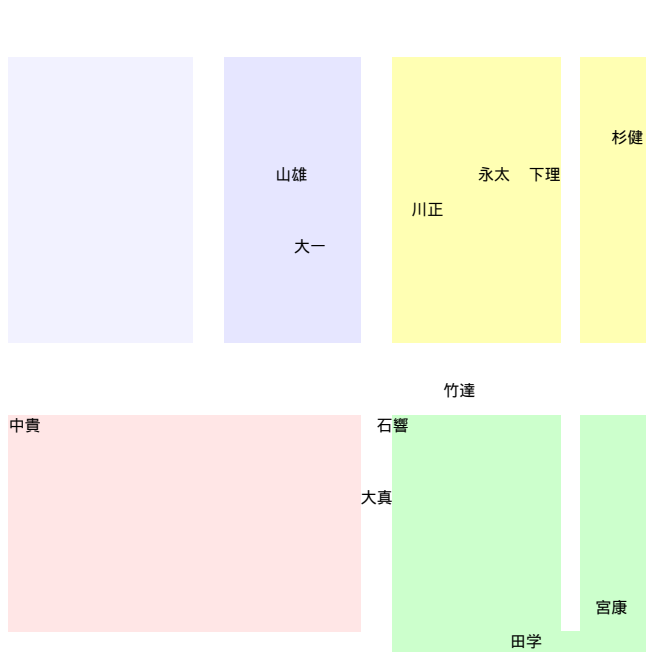 杉健
山雄
永太
下理
川正
大一
竹達
中貴
石響
大真
宮康
田学